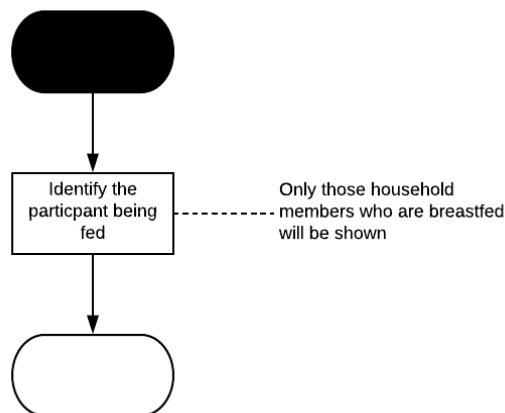 Identify the
particpant being
fed
Only those household
members who are breastfed
will be shown